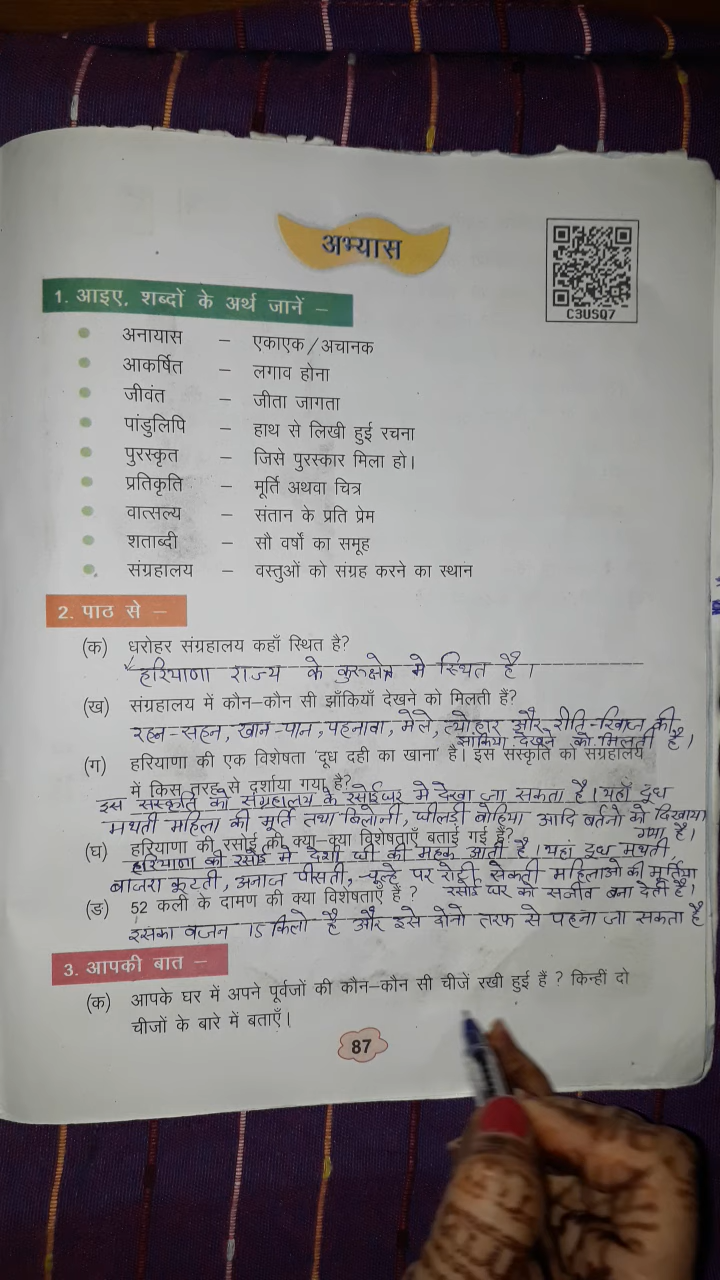 अभ्यास
C3USQ7
1. आइए, शब्दों के अर्थ जानें –
अनायास – एकाएक / अचानक
आकर्षित – लगाव होना
जीवंत – जीता जागता
पांडुलिपि – हाथ से लिखी हुई रचना
पुरस्कृत – जिसे पुरस्कार मिला हो।
प्रतिकृति – मूर्ति अथवा चित्र
वात्सल्य – संतान के प्रति प्रेम
शताब्दी – सौ वर्षों का समूह
संग्रहालय – वस्तुओं को संग्रह करने का स्थान
2. पाठ से –
(क) धरोहर संग्रहालय कहाँ स्थित है?
हरियाणा राज्य के कुरुक्षेत्र मे स्थित है।
(ख) संग्रहालय में कौन–कौन सी झाँकियाँ देखने को मिलती हैं?
रहन-सहन, खान-पान, पहनावा, मेले, त्योहार और रीति-रिवाज की
झांकिया देखने को मिलती है।
(ग) हरियाणा की एक विशेषता 'दूध दही का खाना' है। इस संस्कृति को संग्रहालय
में किस तरह से दर्शाया गया है?
इस संस्कृति को संग्रहालय के रसोईघर मे देखा जा सकता है। यहाँ दूध
मथती महिला की मूर्ति तथा बिलोनी, घीलडी बोहिया आदि बर्तनो को दिखाया
गया है।
(घ) हरियाणा की रसोई की क्या–क्या विशेषताएँ बताई गई हैं?
हरियाणा की रसोई मे देशी घी की महक आती है। यहां दूध मथती,
बाजरा कूटती, अनाज पीसती, चूल्हे पर रोटी सेकती महिलाओ की मूर्तिया
रसोई घर को सजीव बना देती है।
(ङ) 52 कली के दामण की क्या विशेषताएँ हैं ?
इसका वजन 15 किलो है और इसे दोनो तरफ से पहना जा सकता है
3. आपकी बात –
(क) आपके घर में अपने पूर्वजों की कौन–कौन सी चीजें रखी हुई हैं ? किन्हीं दो
चीजों के बारे में बताएँ।
87